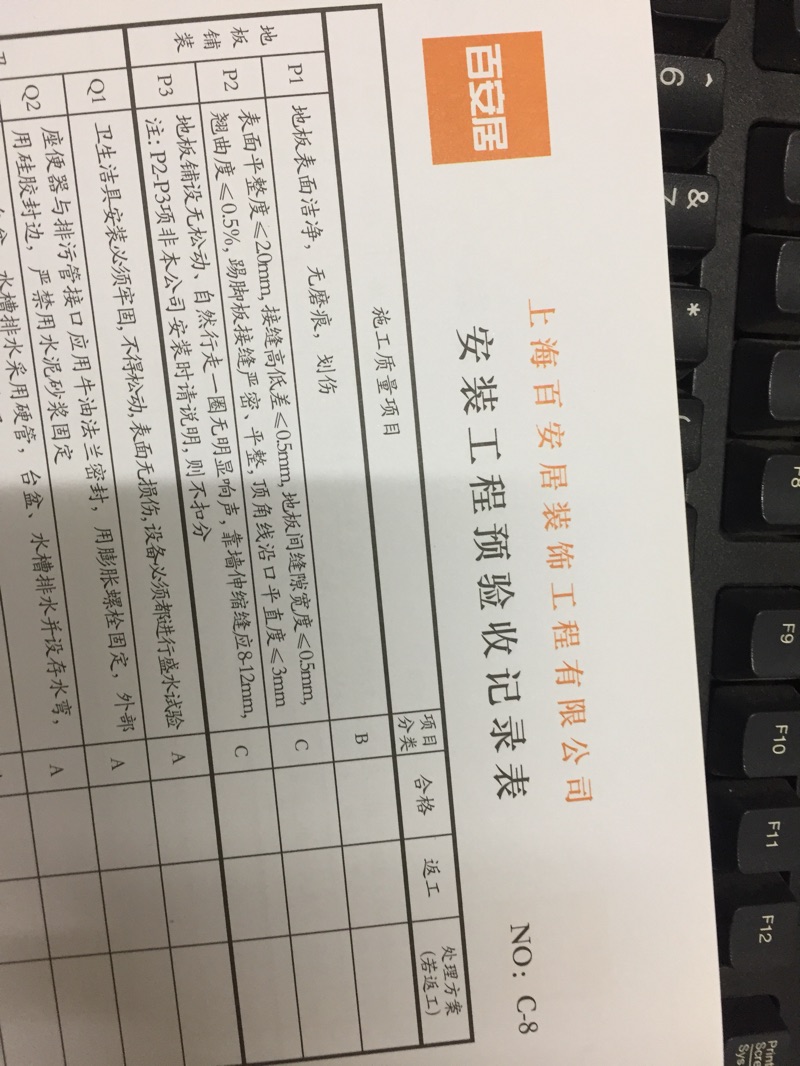 百安居
上海百安居装饰工程有限公司
安装工程预验收记录表
NO: C-8
施工质量项目
项目分类
合格
返工
处理方案
(若返工)
地板铺装
P1
地板表面洁净，无磨痕，划伤
B
P2
表面平整度≤20mm,接缝高低差≤0.5mm,地板间缝隙宽度≤0.5mm,
翘曲度≤0.5%,踢脚板接缝严密、平整,顶角线沿口平直度≤3mm
C
P3
地板铺设无松动、自然行走一圈无明显响声,靠墙伸缩缝应8-12mm,
注:P2-P3项非本公司安装时请说明,则不扣分
C
Q1
卫生洁具安装必须牢固,不得松动,表面无损伤,设备必须都进行盛水试验
A
Q2
座便器与排污管接口应用牛油法兰密封，用膨胀螺栓固定，外部
用硅胶封边，严禁用水泥砂浆固定
A
水槽排水采用硬管，台盆、水槽排水并设存水弯，
A
^
6
&
7
*
(
F8
F9
F10
F11
F12
Print
Scre
Sys